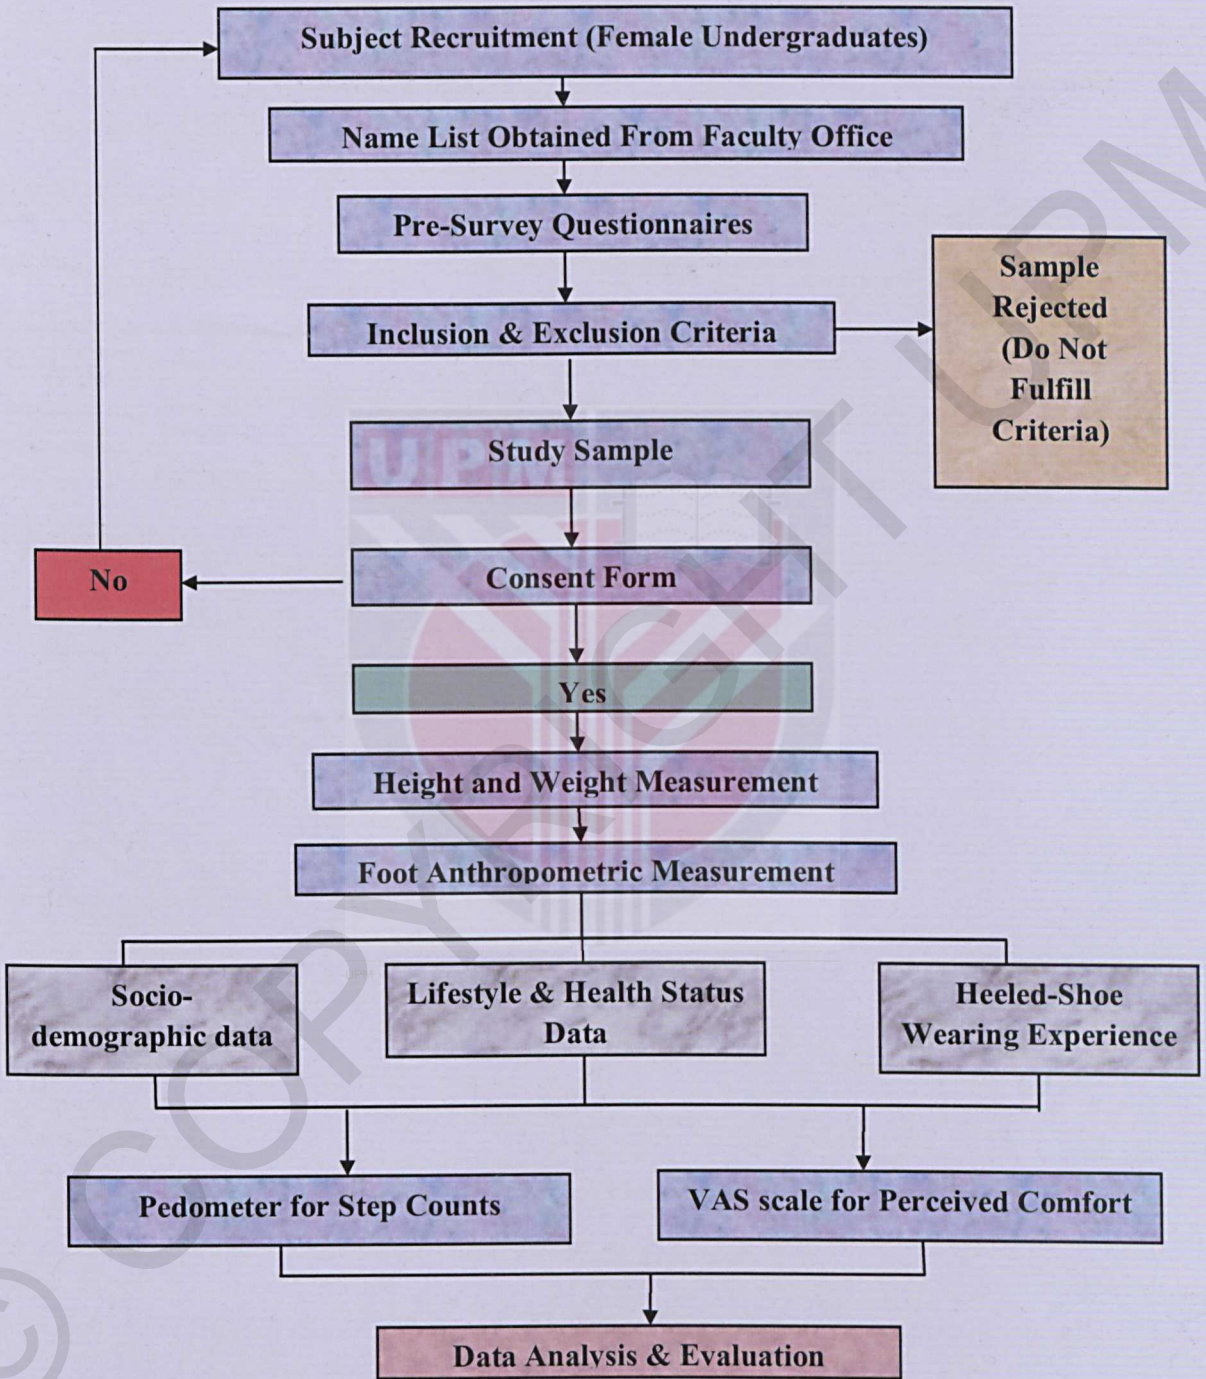 Subject Recruitment (Female Undergraduates)
Name List Obtained From Faculty Office
Pre-Survey Questionnaires
Inclusion & Exclusion Criteria
Sample
Rejected
(Do Not
Fulfill
Criteria)
Study Sample
UPM
No
Consent Form
Yes
Height and Weight Measurement
Foot Anthropometric Measurement
Socio-
demographic data
Lifestyle & Health Status
Data
Heeled-Shoe
Wearing Experience
Pedometer for Step Counts
VAS scale for Perceived Comfort
Data Analysis & Evaluation
© COPYRIGHT UPM